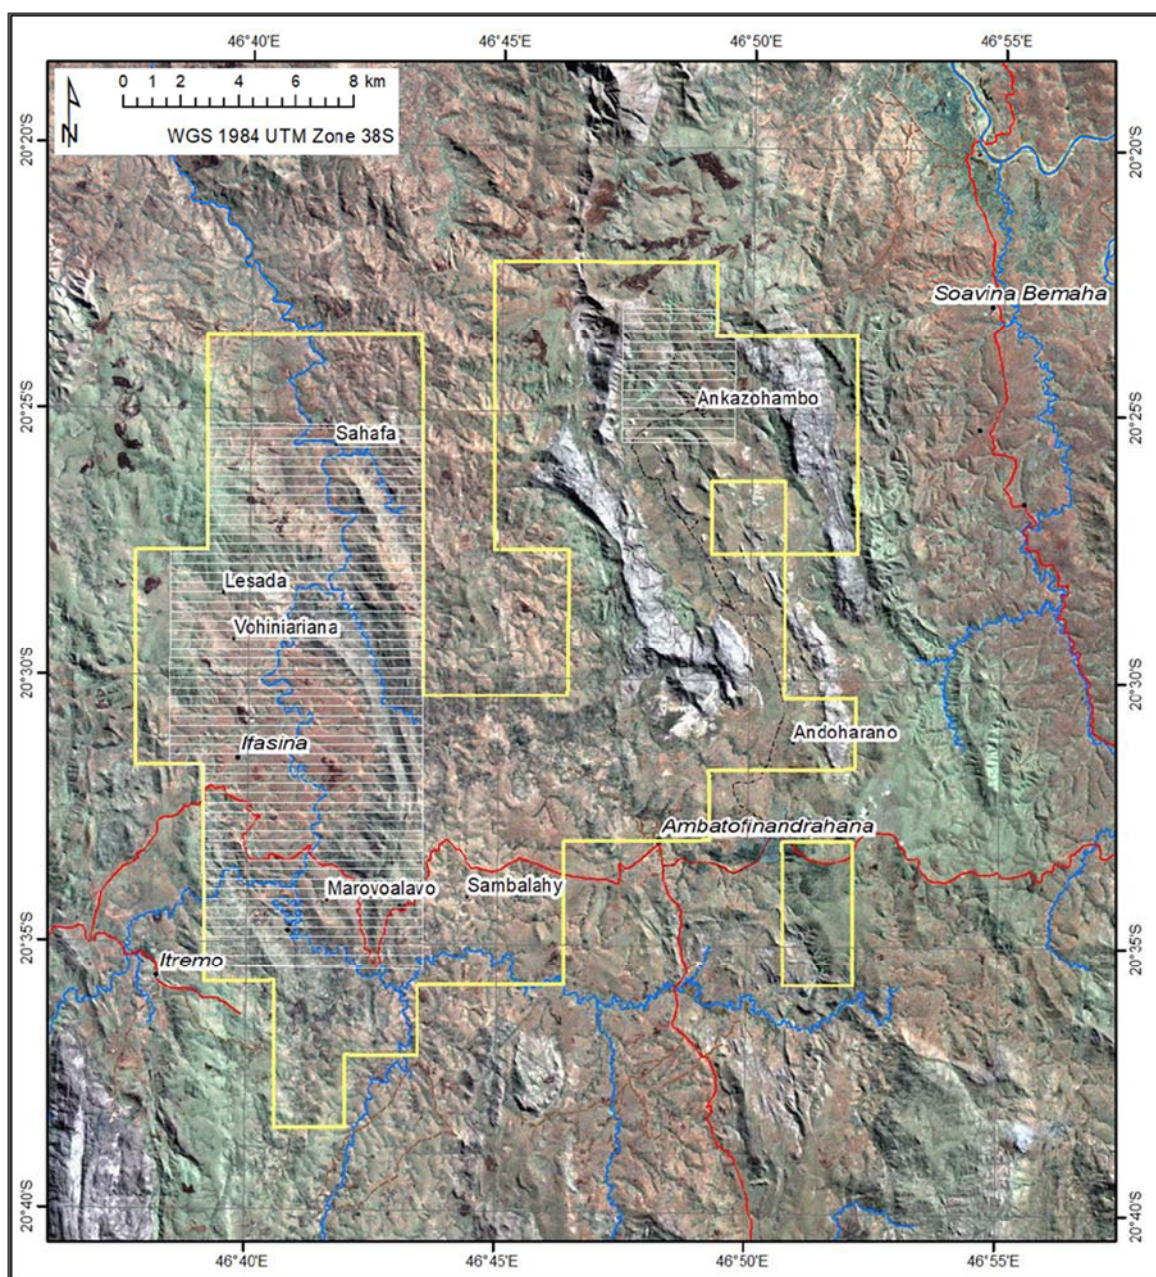 46°40'E 46°45'E 46°50'E 46°55'E
0 1 2 4 6 8 km
N
WGS 1984 UTM Zone 38S
20°20'S 20°20'S
Soavina Bemaha
Ankazohambo
20°25'S 20°25'S
Sahafa
Lesada
Vohiniariana
20°30'S 20°30'S
Andoharano
Ifasina
Ambatofinandrahana
Marovoalavo Sambalahy
20°35'S 20°35'S
Itremo
20°40'S 20°40'S
46°40'E 46°45'E 46°50'E 46°55'E